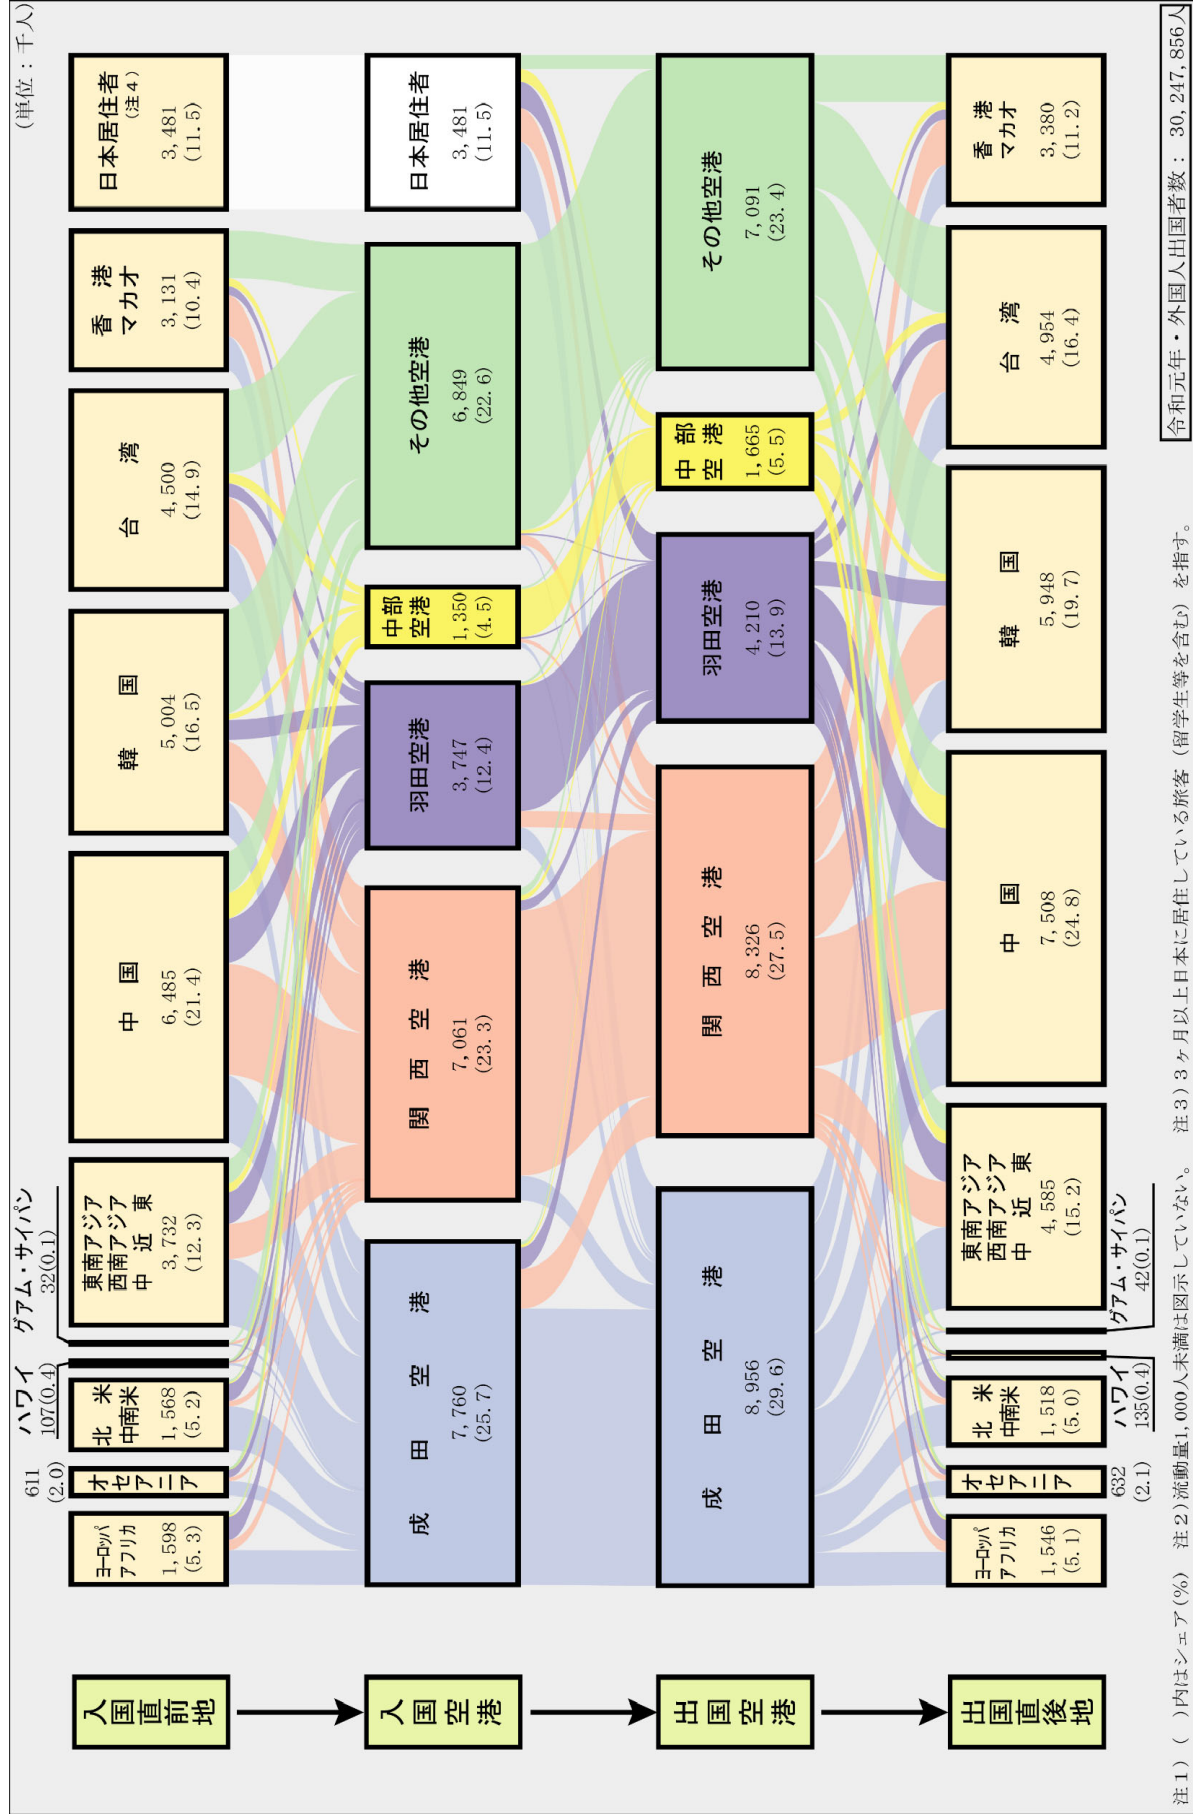 (単位：千人)
入国直前地
ヨーロッパ
アフリカ
1,598
(5.3)
オセアニア
611
(2.0)
北　米
中南米
1,568
(5.2)
ハワイ
107(0.4)
グアム・サイパン
32(0.1)
東南アジア
西南アジア
中　近　東
3,732
(12.3)
中　国
6,485
(21.4)
韓　国
5,004
(16.5)
台　湾
4,500
(14.9)
香　港
マカオ
3,131
(10.4)
日本居住者
(注４)
3,481
(11.5)
入国空港
成　田　空　港
7,760
(25.7)
関　西　空　港
7,061
(23.3)
羽田空港
3,747
(12.4)
中部
空港
1,350
(4.5)
その他空港
6,849
(22.6)
日本居住者
3,481
(11.5)
出国空港
成　田　空　港
8,956
(29.6)
関　西　空　港
8,326
(27.5)
羽田空港
4,210
(13.9)
中部
空港
1,665
(5.5)
その他空港
7,091
(23.4)
出国直後地
ヨーロッパ
アフリカ
1,546
(5.1)
オセアニア
632
(2.1)
北　米
中南米
1,518
(5.0)
ハワイ
135(0.4)
グアム・サイパン
42(0.1)
東南アジア
西南アジア
中　近　東
4,585
(15.2)
中　国
7,508
(24.8)
韓　国
5,948
(19.7)
台　湾
4,954
(16.4)
香　港
マカオ
3,380
(11.2)
令和元年・外国人出国者数： 30,247,856人
注１）（　）内はシェア(%)　注２）流動量1,000人未満は図示していない。　注３）３ヶ月以上日本に居住している旅客（留学生等を含む）を指す。